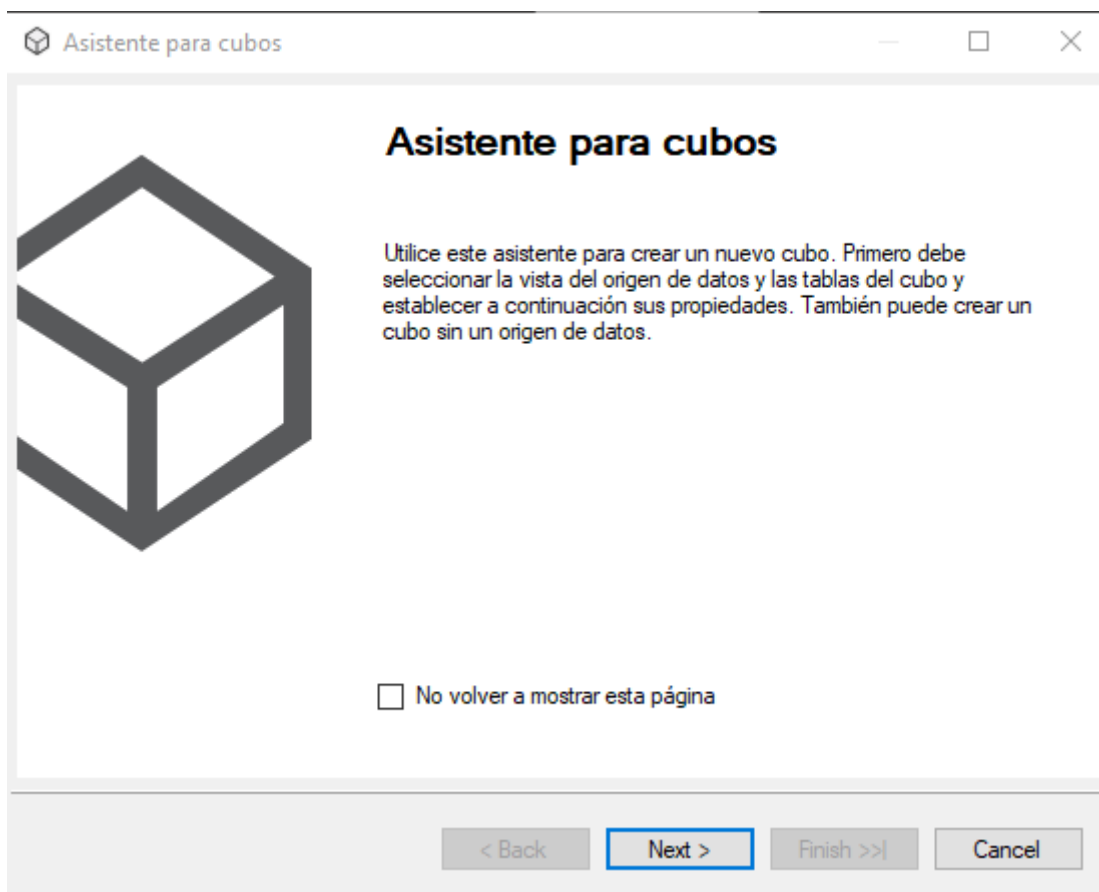 Asistente para cubos
Asistente para cubos
Utilice este asistente para crear un nuevo cubo. Primero debe
seleccionar la vista del origen de datos y las tablas del cubo y
establecer a continuación sus propiedades. También puede crear un
cubo sin un origen de datos.
No volver a mostrar esta página
< Back Next > Finish >>| Cancel